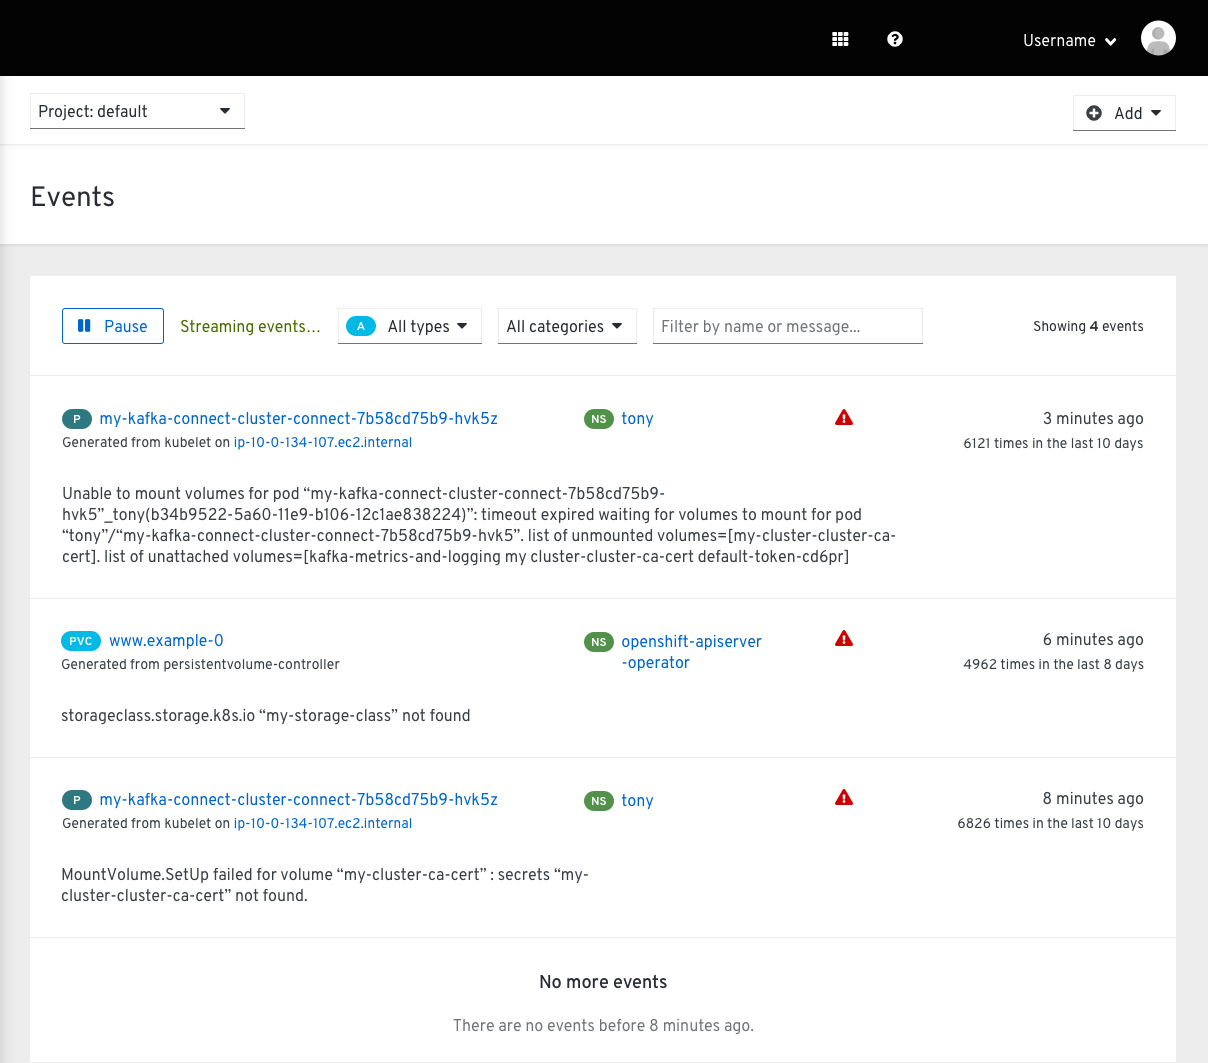 Username
Project: default
Add
Events
Pause Streaming events... A All types All categories Filter by name or message... Showing 4 events
P my-kafka-connect-cluster-connect-7b58cd75b9-hvk5z NS tony 3 minutes ago
Generated from kubelet on ip-10-0-134-107.ec2.internal 6121 times in the last 10 days
Unable to mount volumes for pod “my-kafka-connect-cluster-connect-7b58cd75b9-
hvk5”_tony(b34b9522-5a60-11e9-b106-12c1ae838224)”: timeout expired waiting for volumes to mount for pod
“tony”/“my-kafka-connect-cluster-connect-7b58cd75b9-hvk5”. list of unmounted volumes=[my-cluster-cluster-ca-
cert]. list of unattached volumes=[kafka-metrics-and-logging my cluster-cluster-ca-cert default-token-cd6pr]
PVC www.example-0 NS openshift-apiserver 6 minutes ago
-operator
Generated from persistentvolume-controller 4962 times in the last 8 days
storageclass.storage.k8s.io “my-storage-class” not found
P my-kafka-connect-cluster-connect-7b58cd75b9-hvk5z NS tony 8 minutes ago
Generated from kubelet on ip-10-0-134-107.ec2.internal 6826 times in the last 10 days
MountVolume.SetUp failed for volume “my-cluster-ca-cert” : secrets “my-
cluster-cluster-ca-cert” not found.
No more events
There are no events before 8 minutes ago.